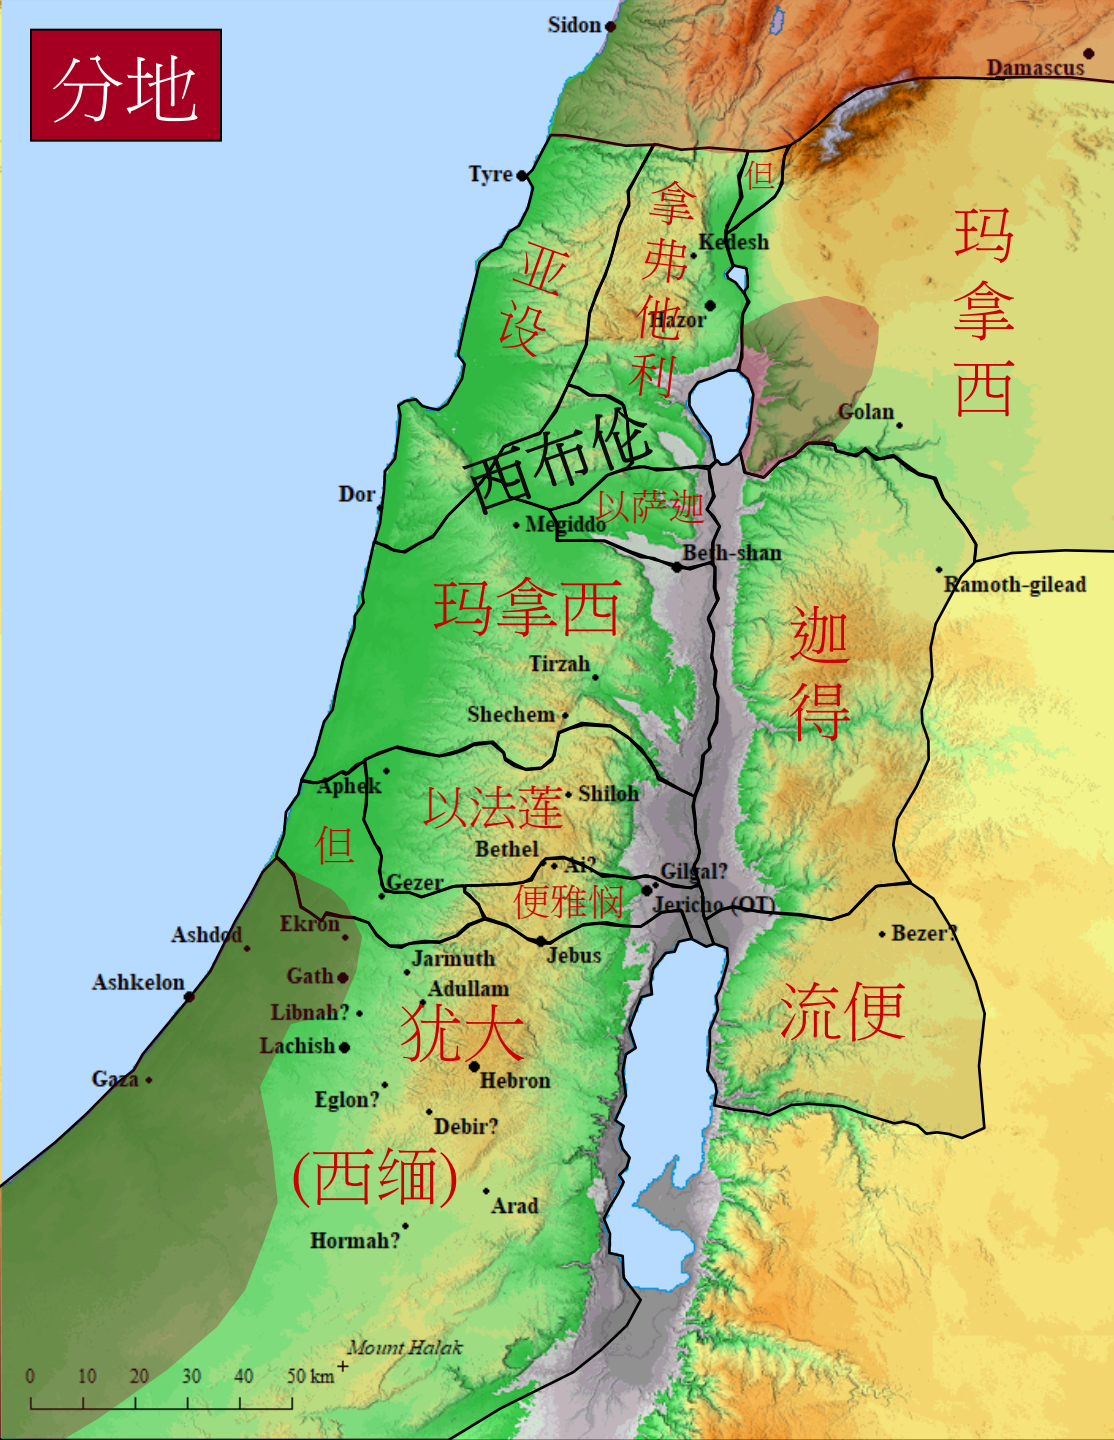 分地
Sidon
Damascus
Tyre
但
拿弗他利
玛拿西
Kedesh
亚设
Hazor
Golan
西布伦
Dor
以萨迦
Megiddo
Beth-shan
Ramoth-gilead
玛拿西
迦得
Tirzah
Shechem
Aphek
以法莲
Shiloh
但
Bethel
Ai?
Gilgal?
Gezer
便雅悯
Jericho (OT)
Ekron
Ashdod
Bezer?
Jebus
Jarmuth
Gath
Ashkelon
Adullam
Libnah?
流便
犹大
Lachish
Gaza
Hebron
Eglon?
Debir?
(西缅)
Arad
Hormah?
Mount Halak
0 10 20 30 40 50 km